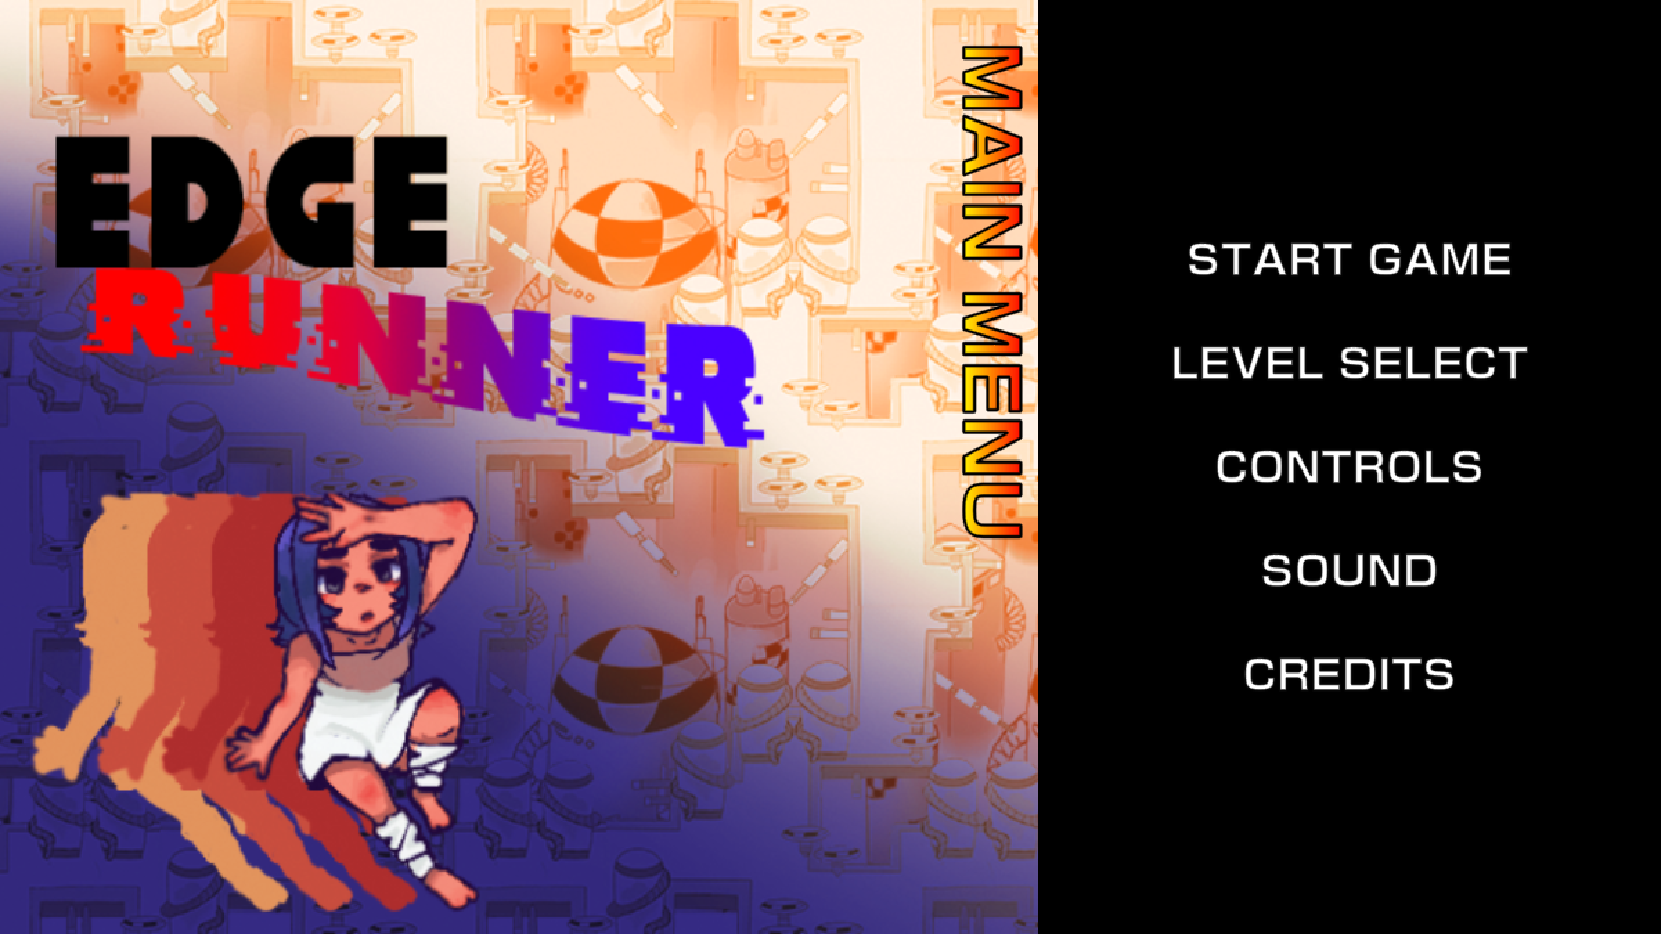 EDGE
RUNNER
MAIN MENU
START GAME
LEVEL SELECT
CONTROLS
SOUND
CREDITS